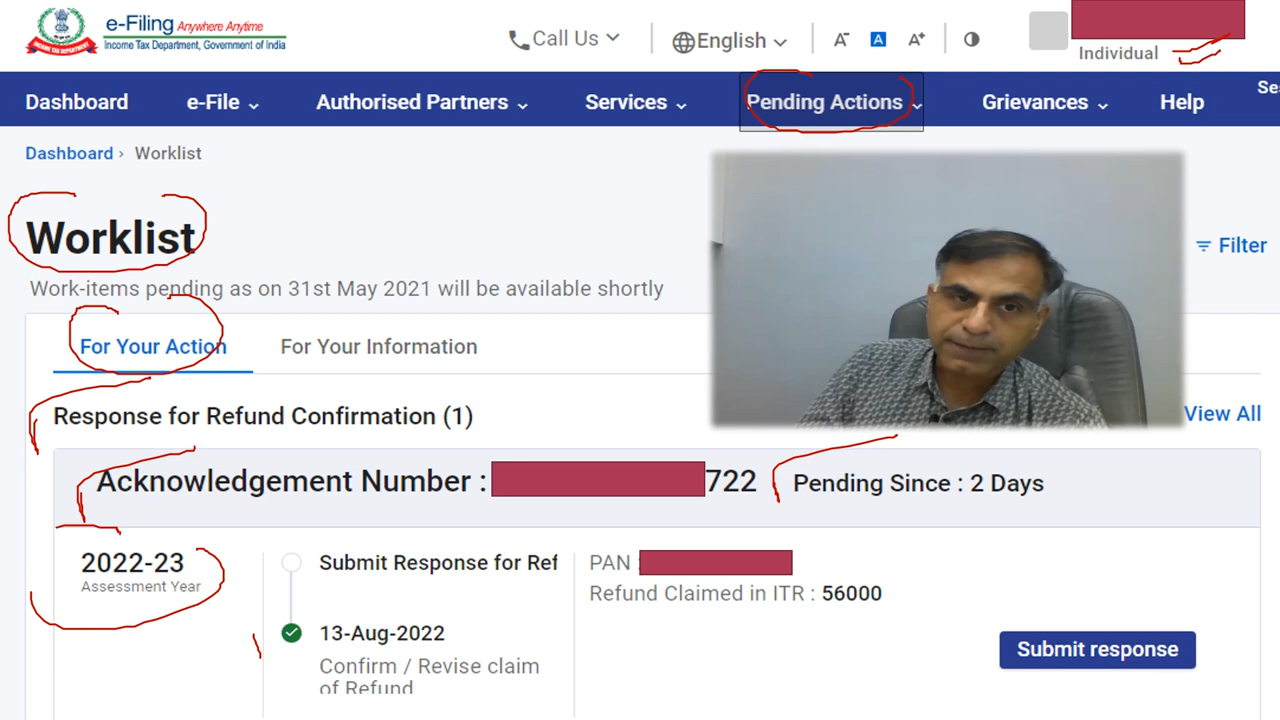 e-Filing Anywhere Anytime
Income Tax Department, Government of India
Call Us
English
A-
A
A+
Individual
Dashboard
e-File
Authorised Partners
Services
Pending Actions
Grievances
Help
Se
Dashboard › Worklist
Worklist
Filter
Work-items pending as on 31st May 2021 will be available shortly
For Your Action
For Your Information
Response for Refund Confirmation (1)
View All
Acknowledgement Number : 722
Pending Since : 2 Days
2022-23
Assessment Year
Submit Response for Ref
PAN :
Refund Claimed in ITR : 56000
13-Aug-2022
Confirm / Revise claim
of Refund
Submit response